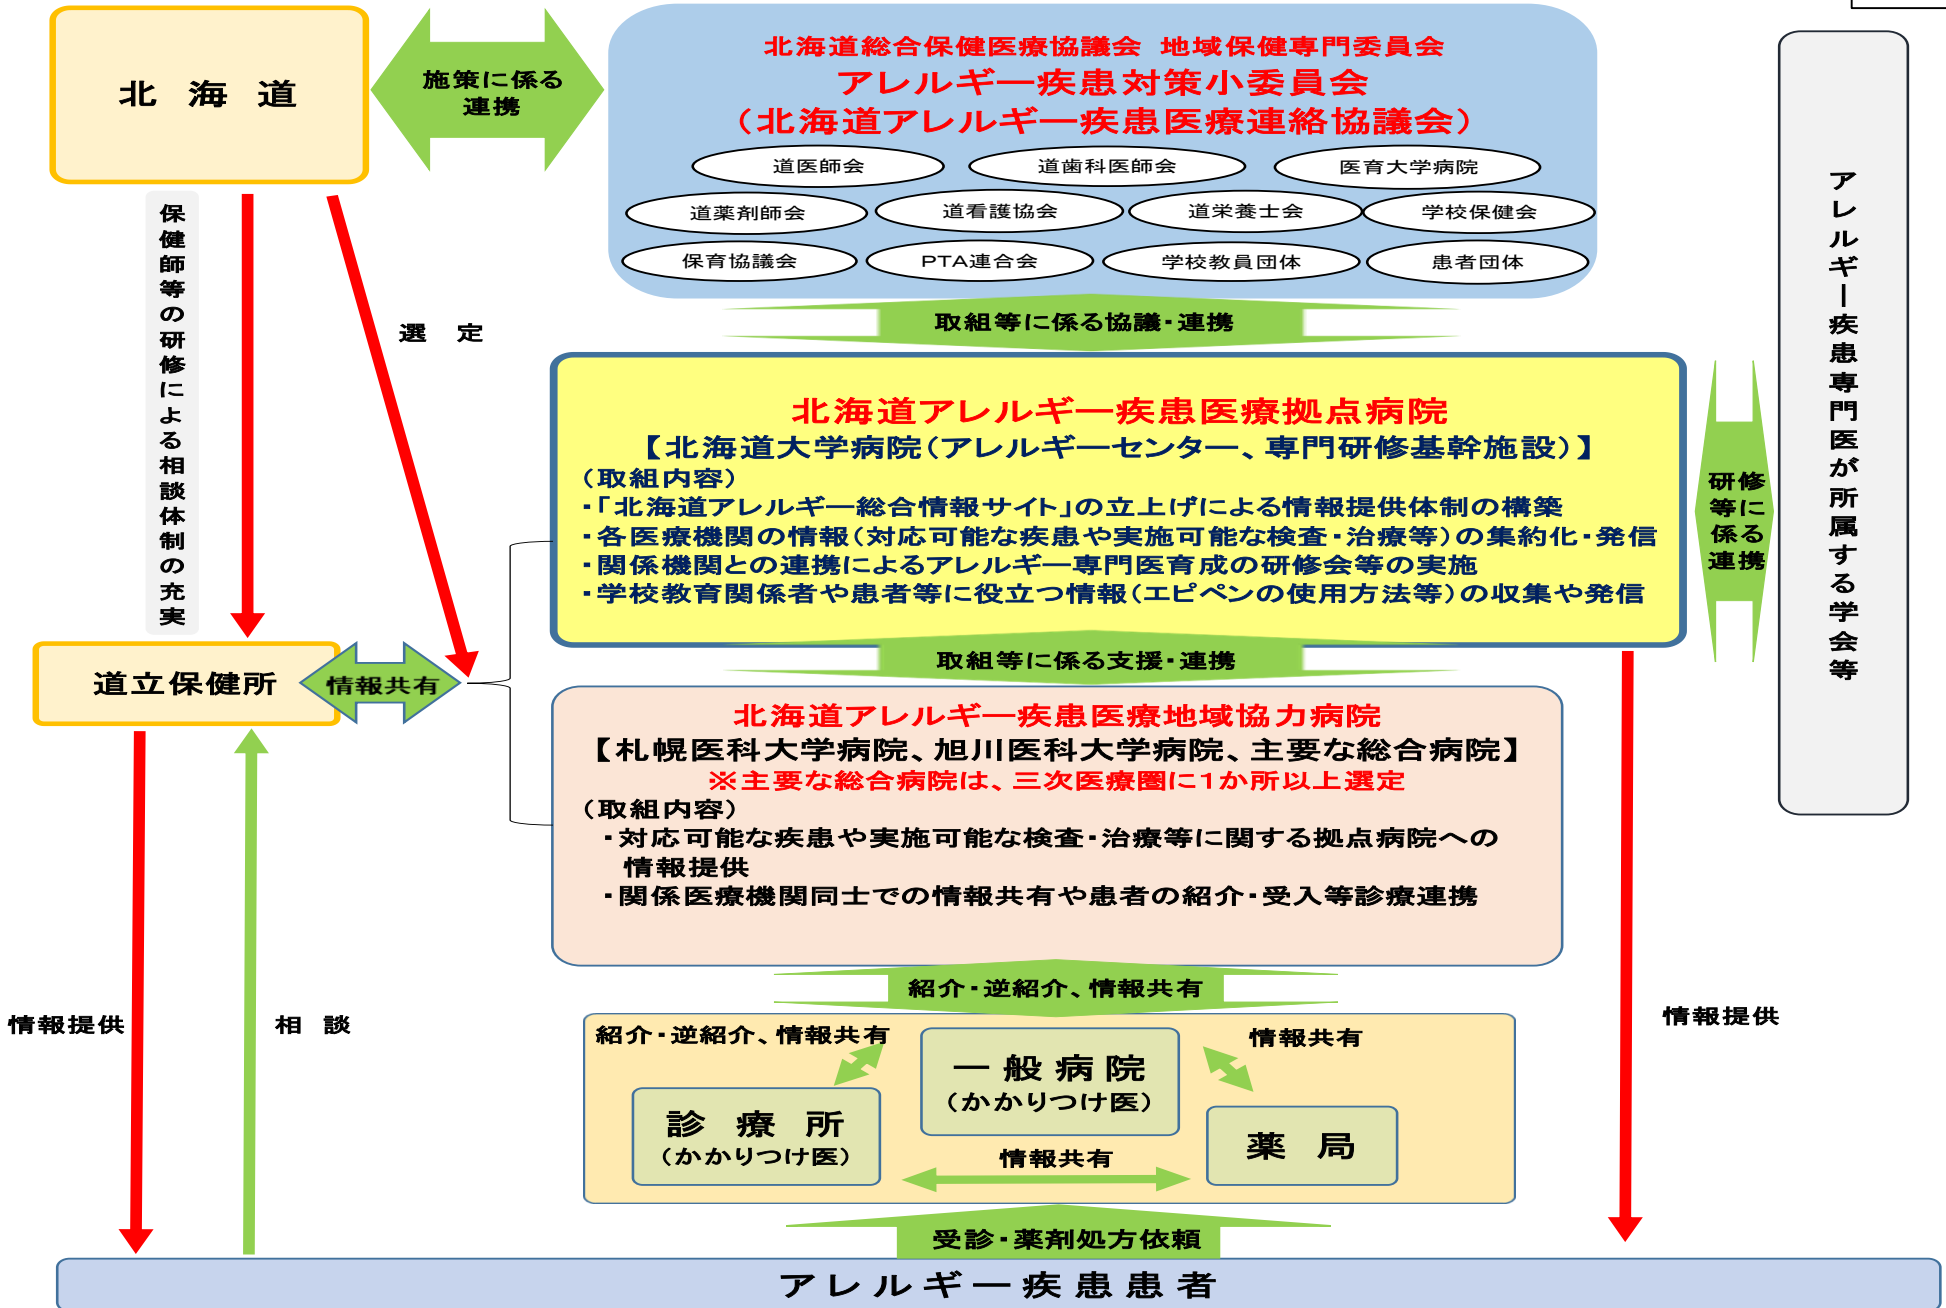 北 海 道
施策に係る
連携
北海道総合保健医療協議会 地域保健専門委員会
アレルギー疾患対策小委員会
(北海道アレルギー疾患医療連絡協議会)
道医師会
道歯科医師会
医育大学病院
道薬剤師会
道看護協会
道栄養士会
学校保健会
保育協議会
PTA連合会
学校教員団体
患者団体
アレルギー疾患専門医が所属する学会等
保健師等の研修による相談体制の充実
選 定
取組等に係る協議・連携
北海道アレルギー疾患医療拠点病院
【北海道大学病院(アレルギーセンター、専門研修基幹施設)】
(取組内容)
・「北海道アレルギー総合情報サイト」の立上げによる情報提供体制の構築
・各医療機関の情報(対応可能な疾患や実施可能な検査・治療等)の集約化・発信
・関係機関との連携によるアレルギー専門医育成の研修会等の実施
・学校教育関係者や患者等に役立つ情報(エピペンの使用方法等)の収集や発信
研修
等に
係る
連携
取組等に係る支援・連携
道立保健所
情報共有
北海道アレルギー疾患医療地域協力病院
【札幌医科大学病院、旭川医科大学病院、主要な総合病院】
※主要な総合病院は、三次医療圏に1か所以上選定
(取組内容)
・対応可能な疾患や実施可能な検査・治療等に関する拠点病院への
情報提供
・関係医療機関同士での情報共有や患者の紹介・受入等診療連携
紹介・逆紹介、情報共有
情報提供
相 談
情報提供
紹介・逆紹介、情報共有
情報共有
一 般 病 院
(かかりつけ医)
診 療 所
(かかりつけ医)
薬 局
情報共有
受診・薬剤処方依頼
アレルギー疾患患者